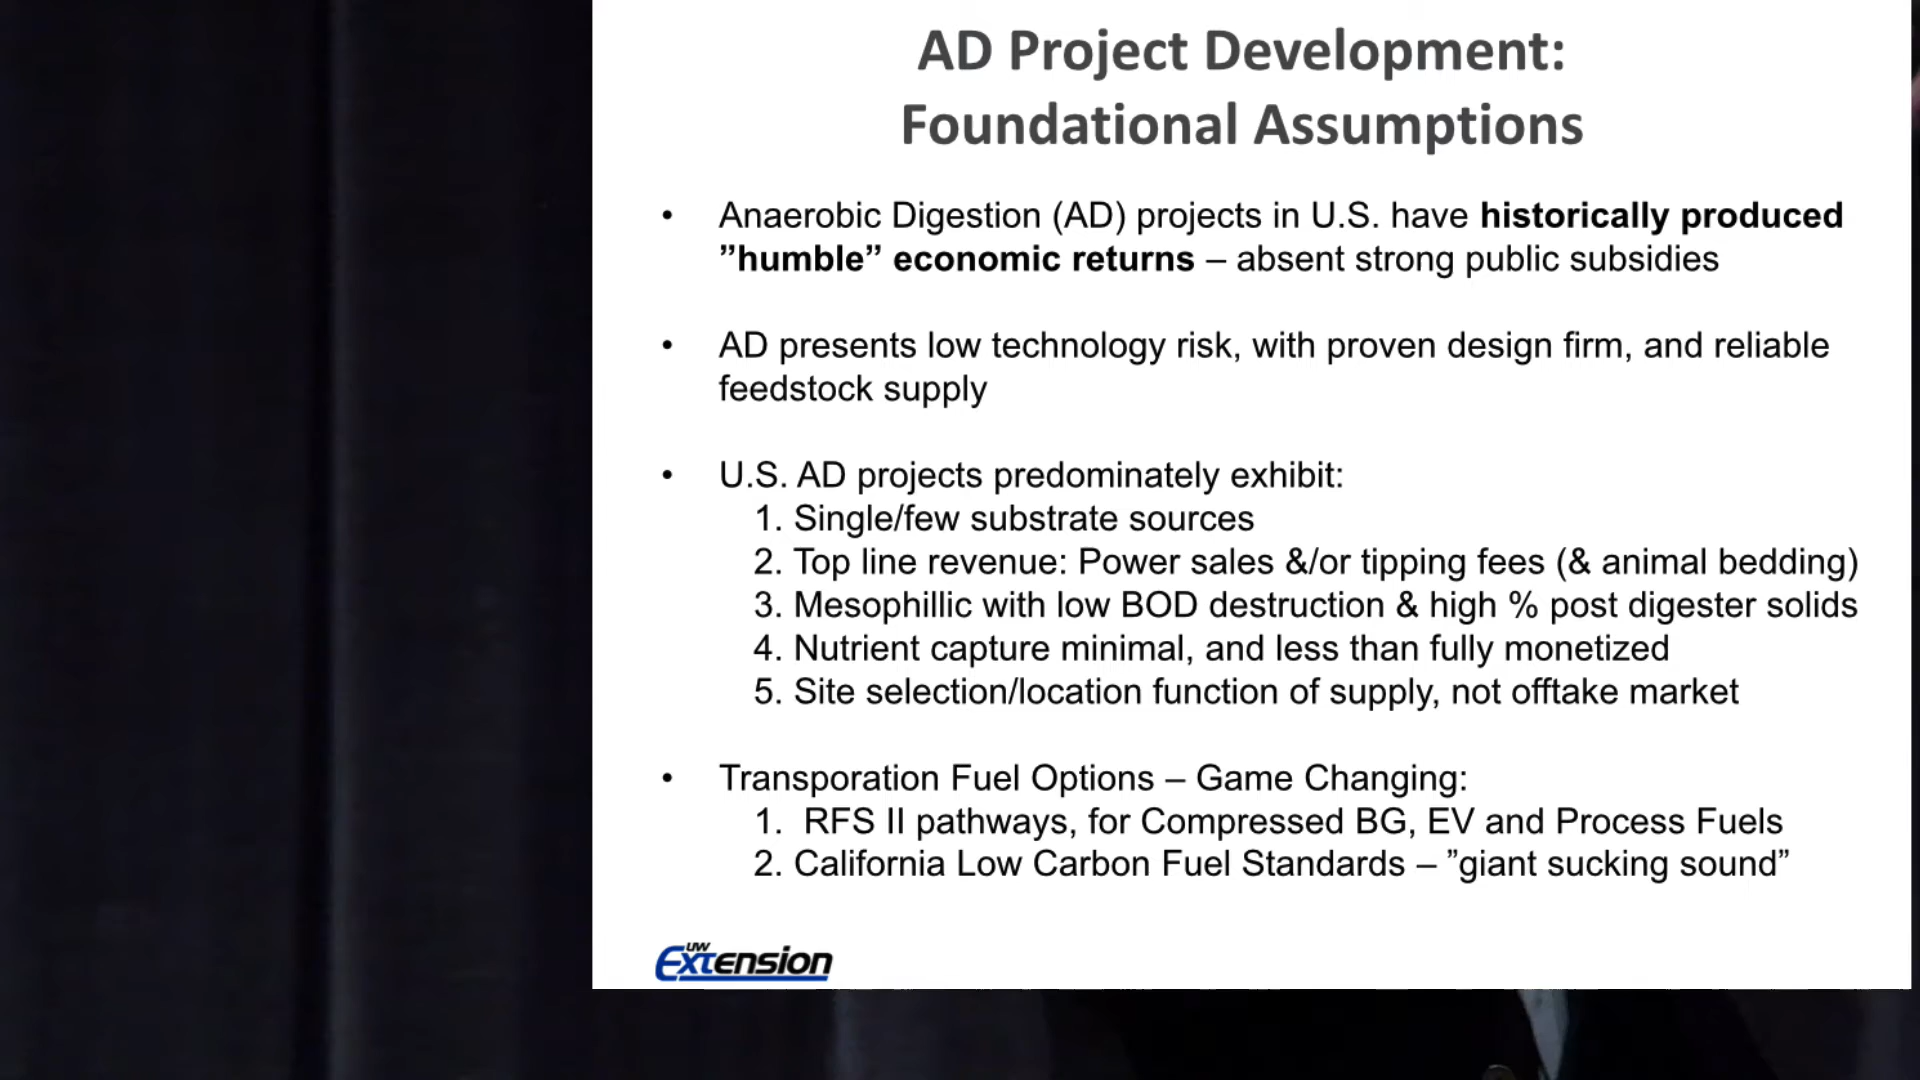 AD Project Development:
Foundational Assumptions
• Anaerobic Digestion (AD) projects in U.S. have historically produced
”humble” economic returns – absent strong public subsidies
• AD presents low technology risk, with proven design firm, and reliable
feedstock supply
• U.S. AD projects predominately exhibit:
1. Single/few substrate sources
2. Top line revenue: Power sales &/or tipping fees (& animal bedding)
3. Mesophillic with low BOD destruction & high % post digester solids
4. Nutrient capture minimal, and less than fully monetized
5. Site selection/location function of supply, not offtake market
• Transporation Fuel Options – Game Changing:
1. RFS II pathways, for Compressed BG, EV and Process Fuels
2. California Low Carbon Fuel Standards – ”giant sucking sound”
UW
Extension